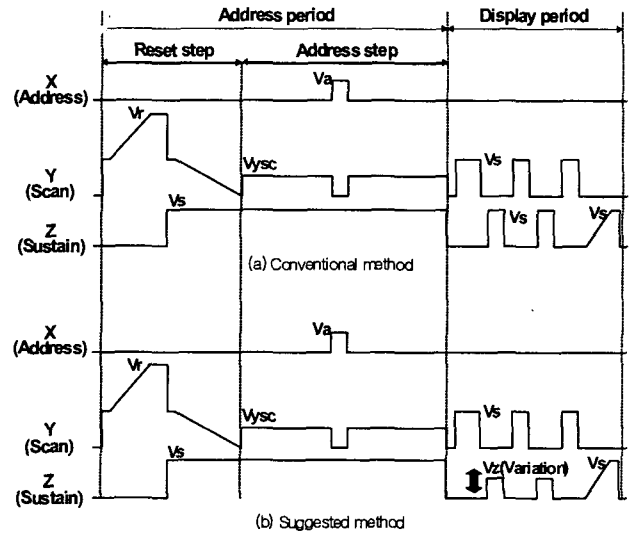 Address period Display period
Reset step Address step
X Va
(Address)
Vr
Y Vysc Vs
(Scan)
Z Vs Vs Vs
(Sustain)
(a) Conventional method
X Va
(Address)
Vr
Y Vysc Vs
(Scan)
Z Vs Vz(Variation) Vs
(Sustain)
(b) Suggested method